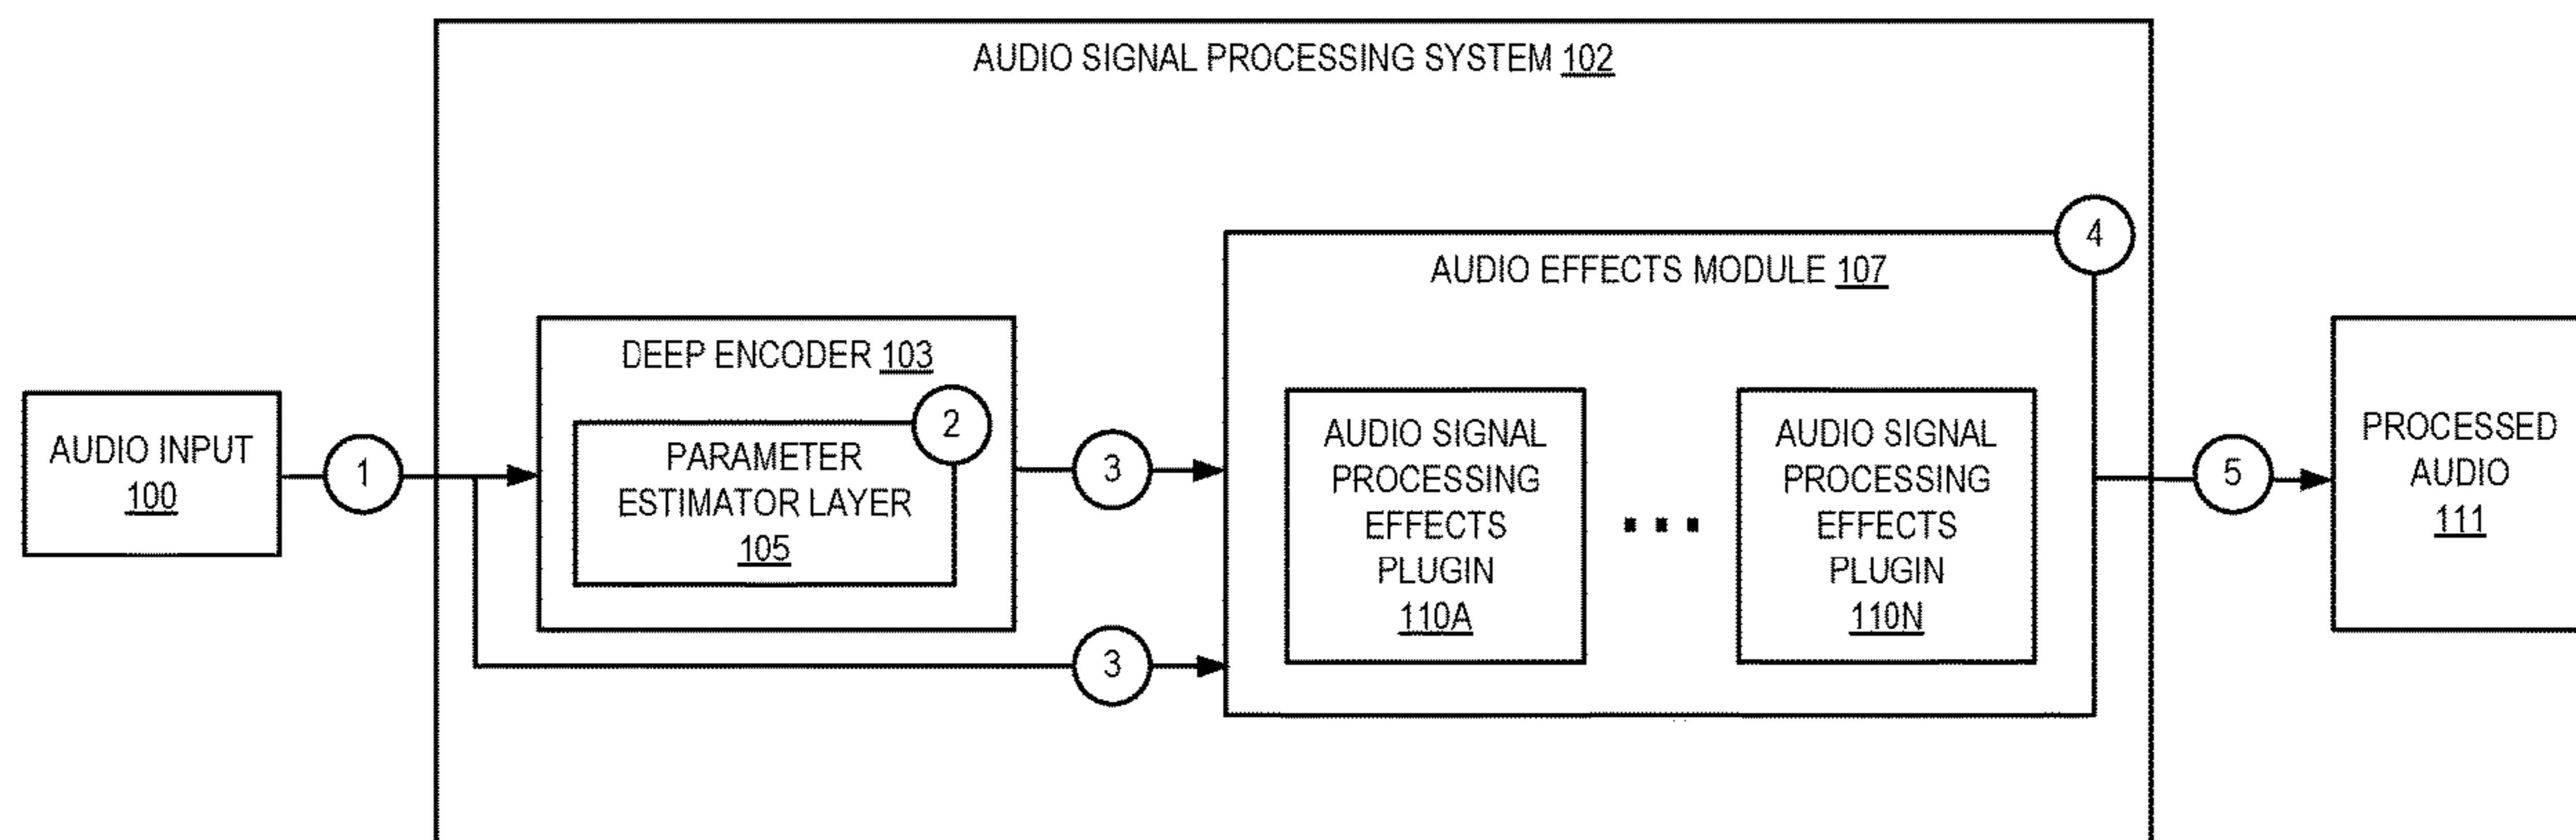 AUDIO SIGNAL PROCESSING SYSTEM 102
4
AUDIO EFFECTS MODULE 107
DEEP ENCODER 103
2
AUDIO INPUT
100
1
PARAMETER
ESTIMATOR LAYER
105
3
3
AUDIO SIGNAL
PROCESSING
EFFECTS
PLUGIN
110A
AUDIO SIGNAL
PROCESSING
EFFECTS
PLUGIN
110N
5
PROCESSED
AUDIO
111